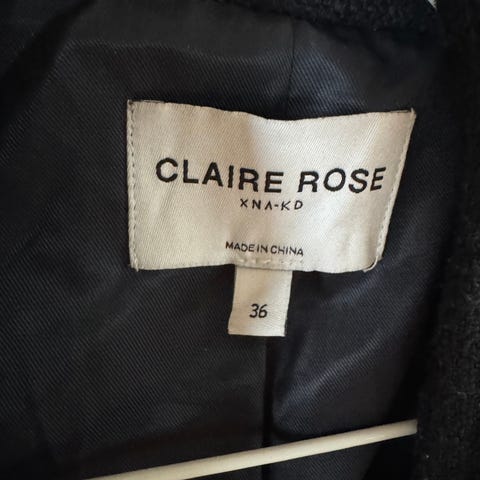 CLAIRE ROSE
XNA-KD
MADE IN CHINA
36